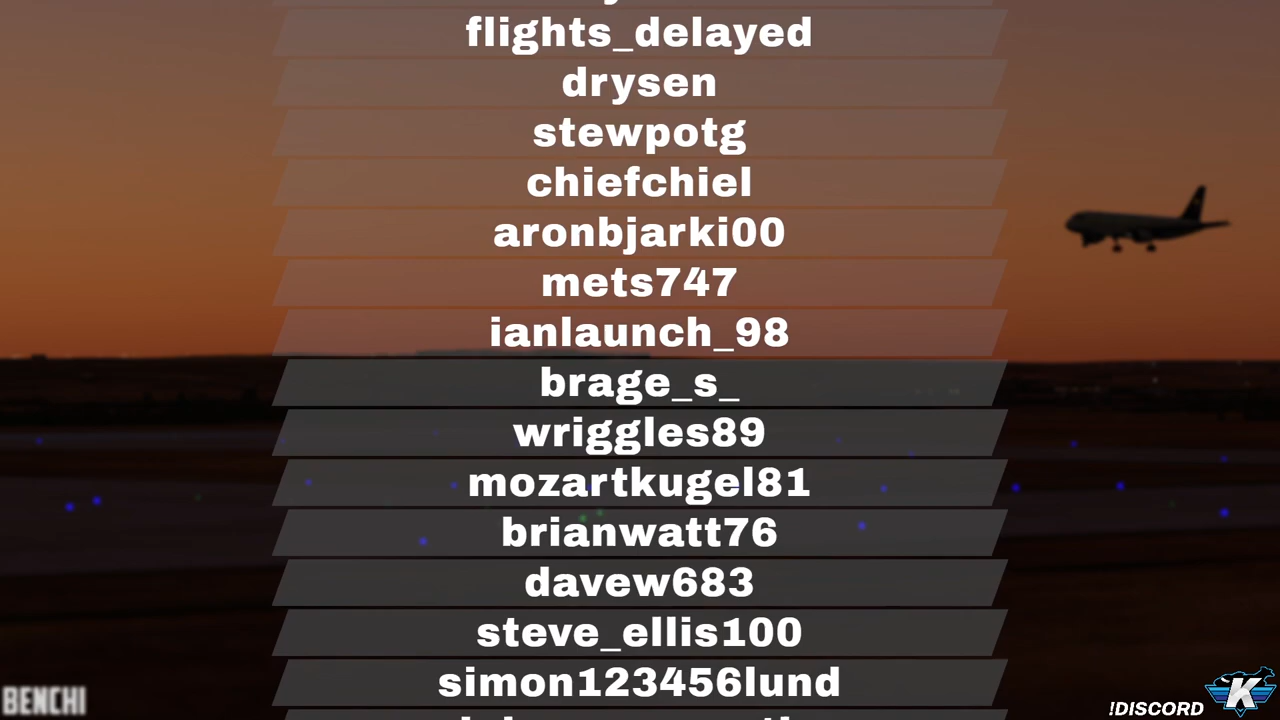 flights_delayed
drysen
stewpotg
chiefchiel
aronbjarki00
mets747
ianlaunch_98
brage_s_
wriggles89
mozartkugel81
brianwatt76
davew683
steve_ellis100
simon123456lund
BENCHI
!DISCORD
K